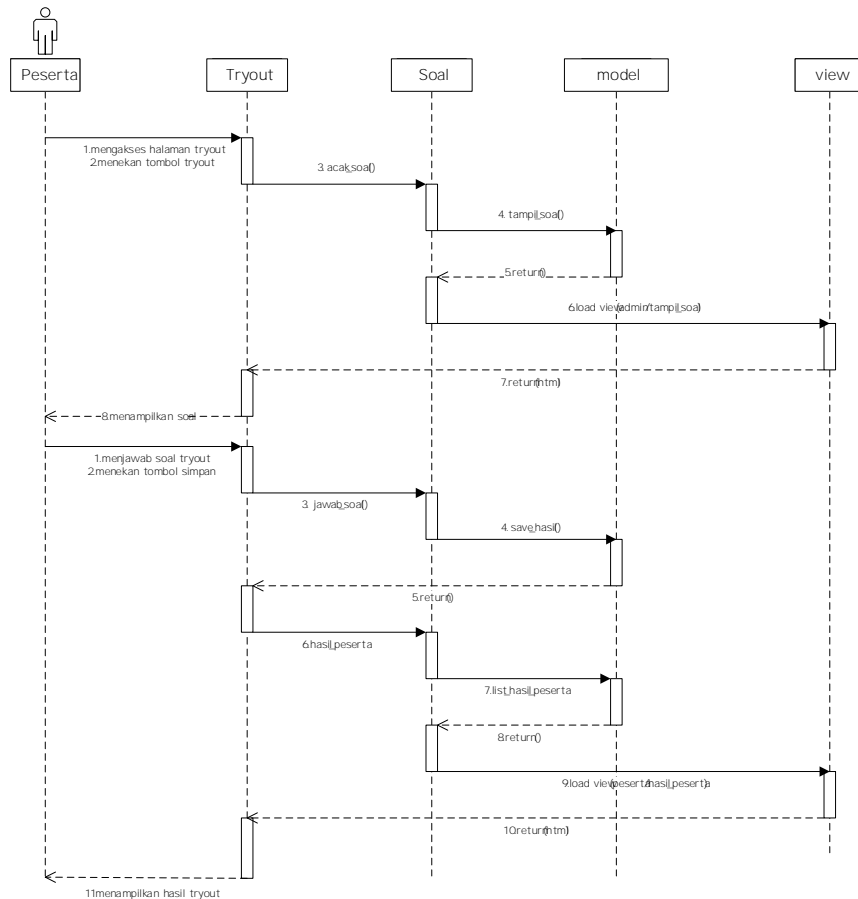 Peserta
Tryout
Soal
model
view
1.mengakses halaman tryout
2.menekan tombol tryout
3. acak_soal()
4. tampil_soal()
5.return()
6.load view(admin/tampil_soal)
7.return(html)
8.menampilkan soal
1.menjawab soal tryout
2.menekan tombol simpan
3. jawab_soal()
4. save_hasil()
5.return()
6.hasil_peserta
7.list_hasil_peserta
8.return()
9.load view(peserta/hasil_peserta)
10.return(html)
11.menampilkan hasil tryout